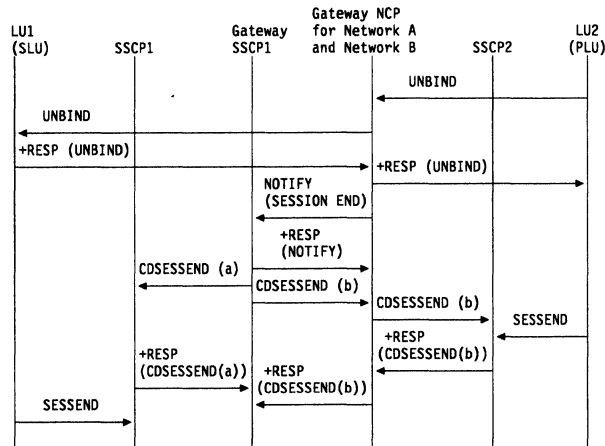 Gateway NCP
LU1 Gateway for Network A LU2
(SLU) SSCP1 SSCP1 and Network B SSCP2 (PLU)
UNBIND
UNBIND
+RESP (UNBIND)
+RESP (UNBIND)
NOTIFY
(SESSION END)
+RESP
(NOTIFY)
CDSESSEND (a)
CDSESSEND (b)
CDSESSEND (b)
SESSEND
+RESP
(CDSESSEND(b))
+RESP
(CDSESSEND(a))
+RESP
(CDSESSEND(b))
SESSEND